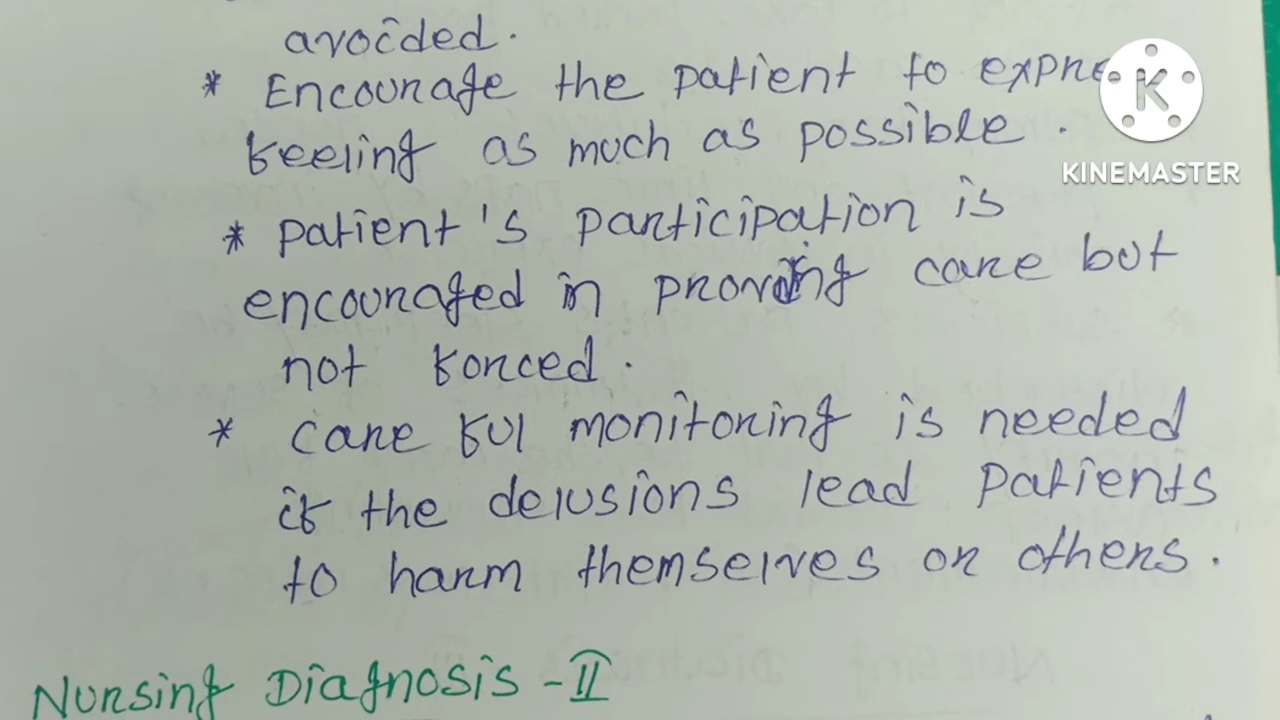 avoided.
* Encourage the patient to expre
feeling as much as possible.
* patient's participation is
encouraged in proving care but
not forced.
* care ful monitoring is needed
if the delusions lead patients
to harm themselves or others.
Nursing Diagnosis - II
K
KINEMASTER